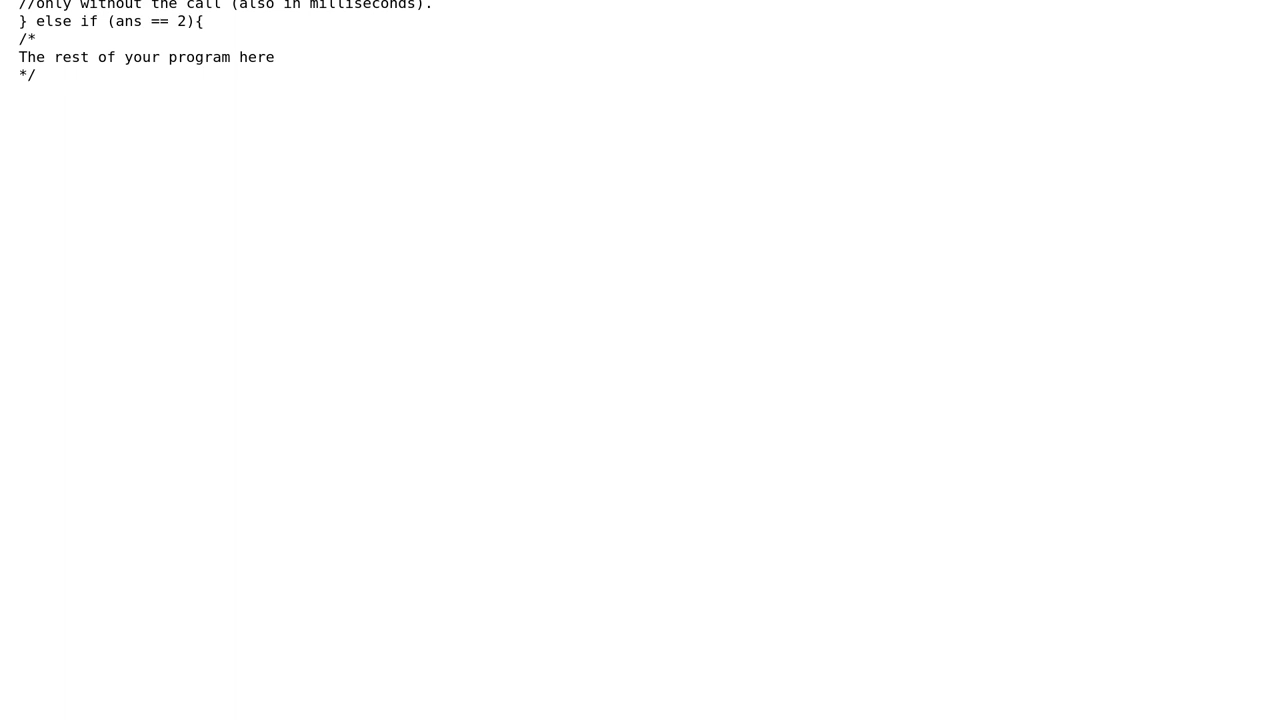 //only without the call (also in milliseconds).
} else if (ans == 2){
/*
The rest of your program here
*/